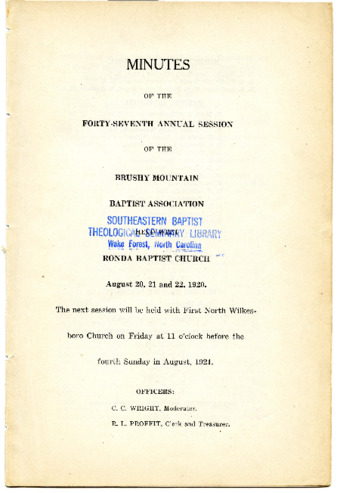 MINUTES
OF THE
FORTY-SEVENTH ANNUAL SESSION
OF THE
BRUSHY MOUNTAIN
BAPTIST ASSOCIATION
SOUTHEASTERN BAPTIST
THEOLOGICAL SEMINARY LIBRARY
Wake Forest, North Carolina
RONDA BAPTIST CHURCH
August 20, 21 and 22, 1920.
The next session will be held with First North Wilkes-
boro Church on Friday at 11 o'clock before the
fourth Sunday in August, 1921.
OFFICERS:
C. C. WRIGHT, Moderator.
R. L. PROFFIT, Clerk and Treasurer.